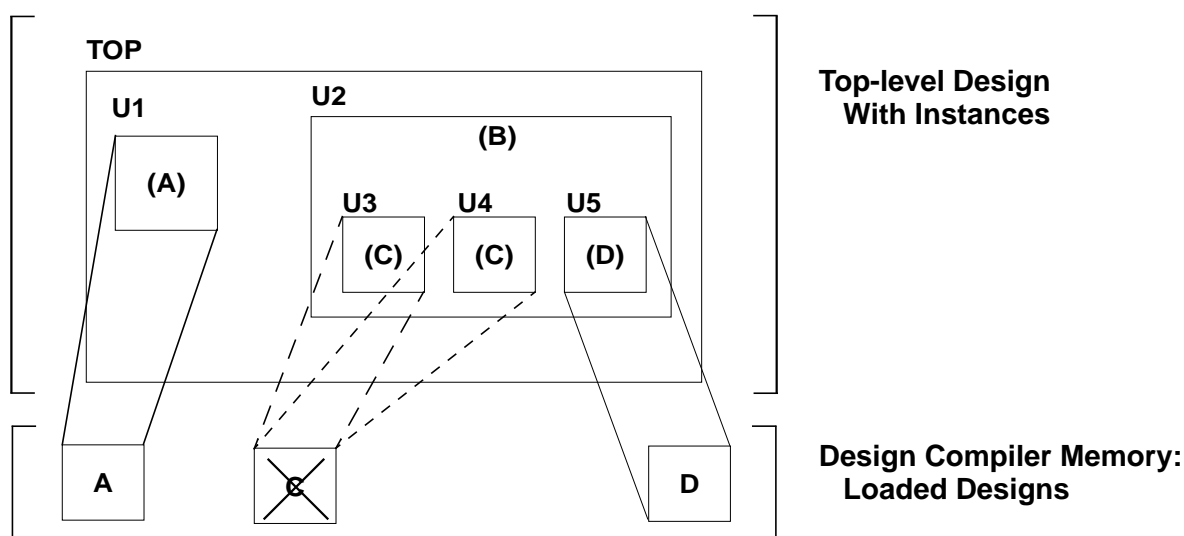 TOP
U1
(A)
U2
(B)
U3
U4
U5
(C)
(C)
(D)
Top-level Design
With Instances
A
C
D
Design Compiler Memory:
Loaded Designs